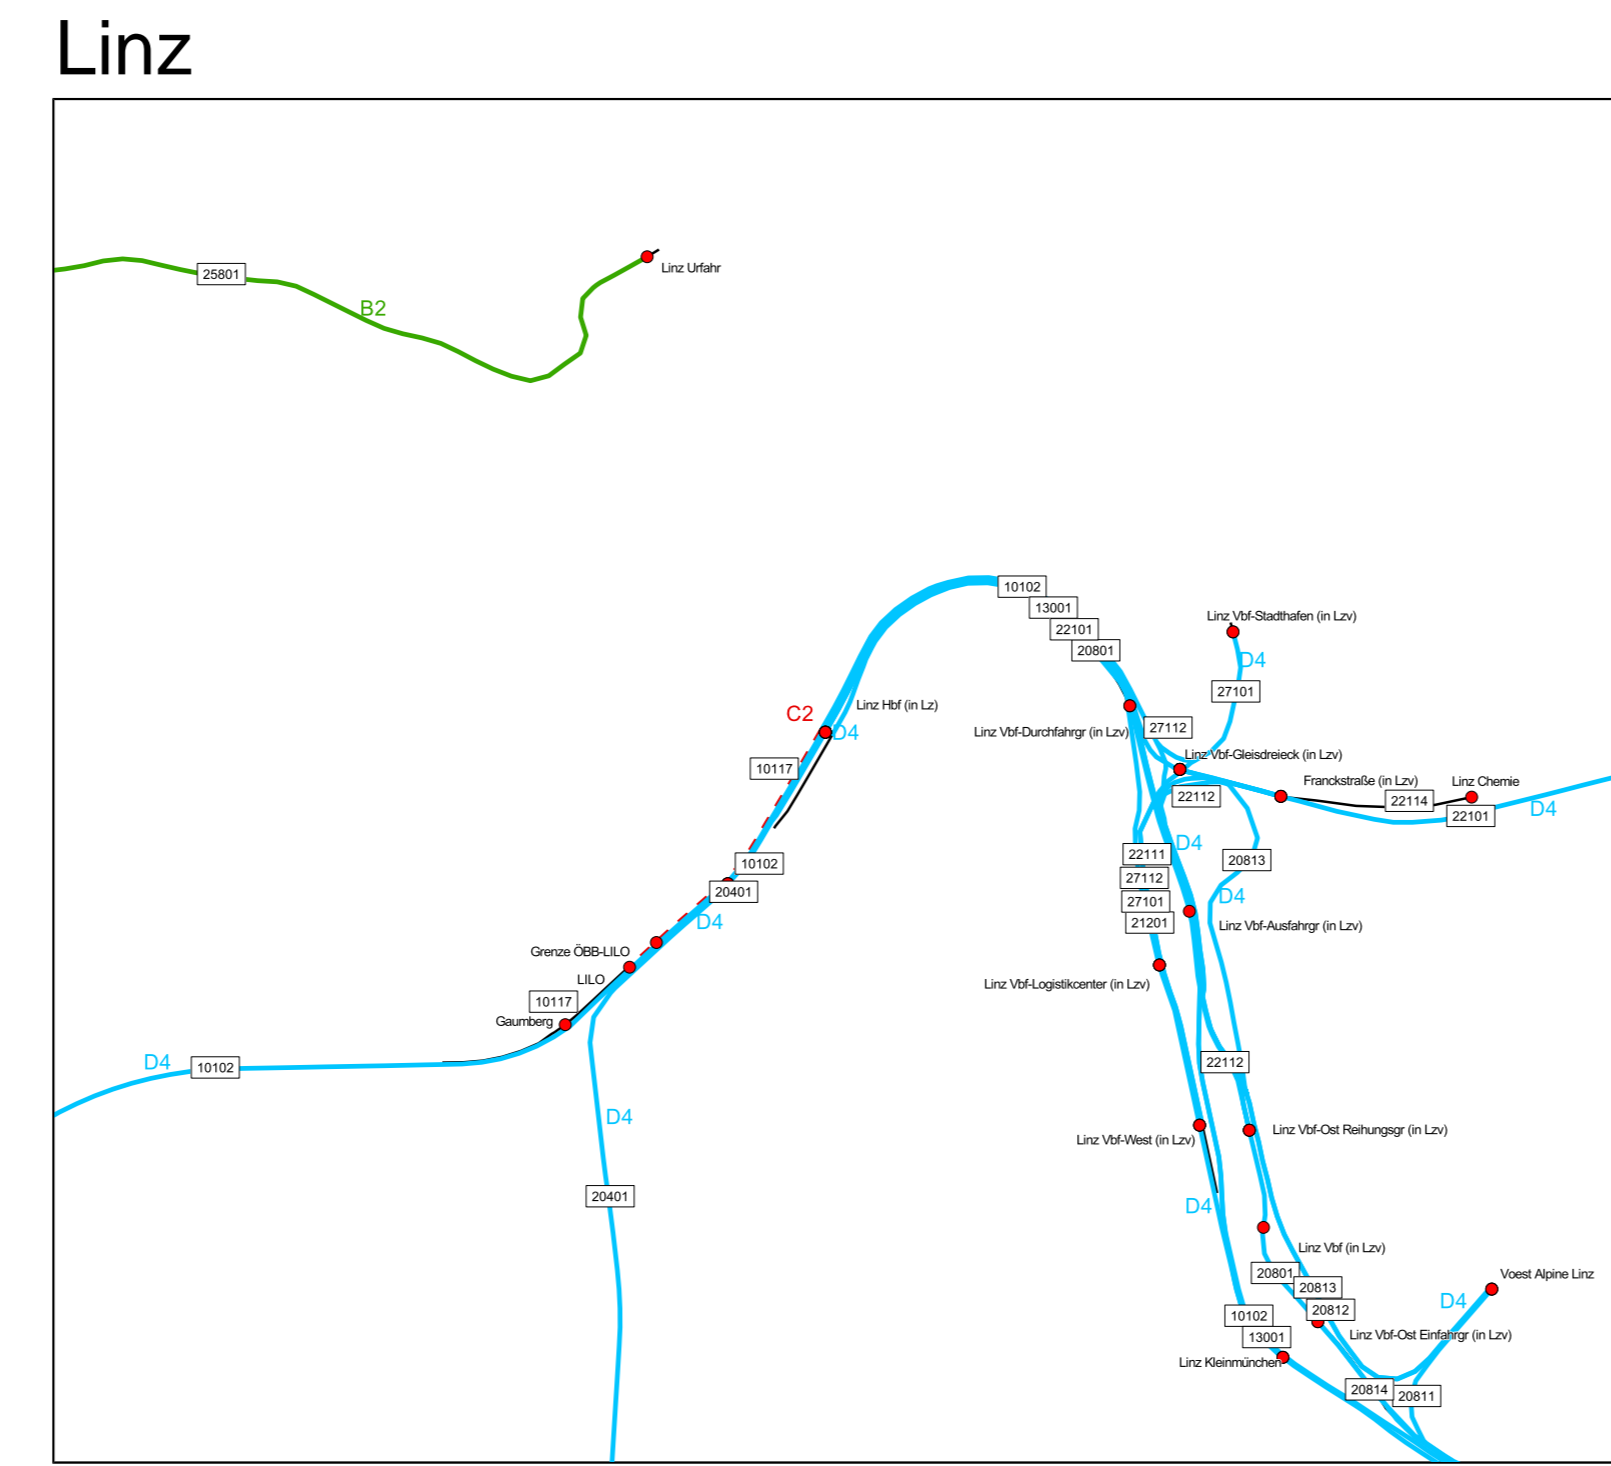 Linz
25801
Linz Urfahr
B2
10102
13001
22101
20801
Linz Vbf-Stadthafen (in Lzv)
D4
27101
Linz Hbf (in Lz)
C2
D4
27112
Linz Vbf-Durchfahrgr (in Lzv)
Linz Vbf-Gleisdreieck (in Lzv)
10117
Franckstraße (in Lzv)
Linz Chemie
22112
22114
D4
22101
D4
22111
20813
10102
27112
20401
D4
27101
D4
21201
Linz Vbf-Ausfahrgr (in Lzv)
Grenze ÖBB-LILO
LILO
Linz Vbf-Logistikcenter (in Lzv)
10117
Gaumberg
D4
10102
22112
D4
Linz Vbf-West (in Lzv)
Linz Vbf-Ost Reihungsgr (in Lzv)
20401
D4
Linz Vbf (in Lzv)
20801
Voest Alpine Linz
20813
D4
20812
10102
13001
Linz Vbf-Ost Einfahrgr (in Lzv)
Linz Kleinmünchen
20814
20811